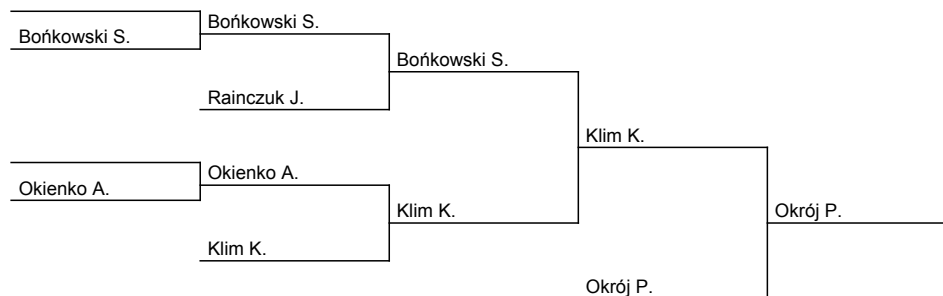 Bońkowski S.
Bońkowski S.
Bońkowski S.
Rainczuk J.
Klim K.
Okienko A.
Okienko A.
Klim K.
Okrój P.
Klim K.
Okrój P.